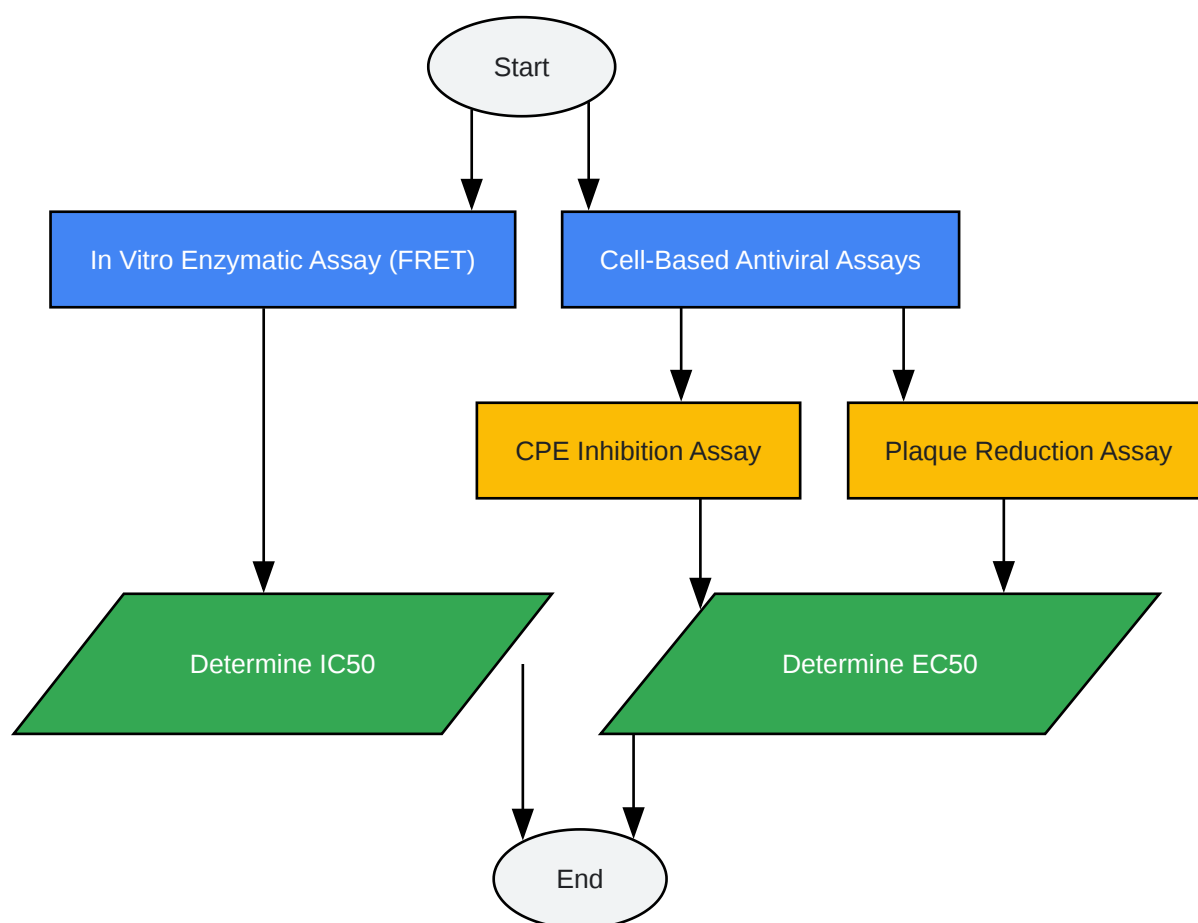 Start
In Vitro Enzymatic Assay (FRET)
Cell-Based Antiviral Assays
CPE Inhibition Assay
Plaque Reduction Assay
Determine IC50
Determine EC50
End